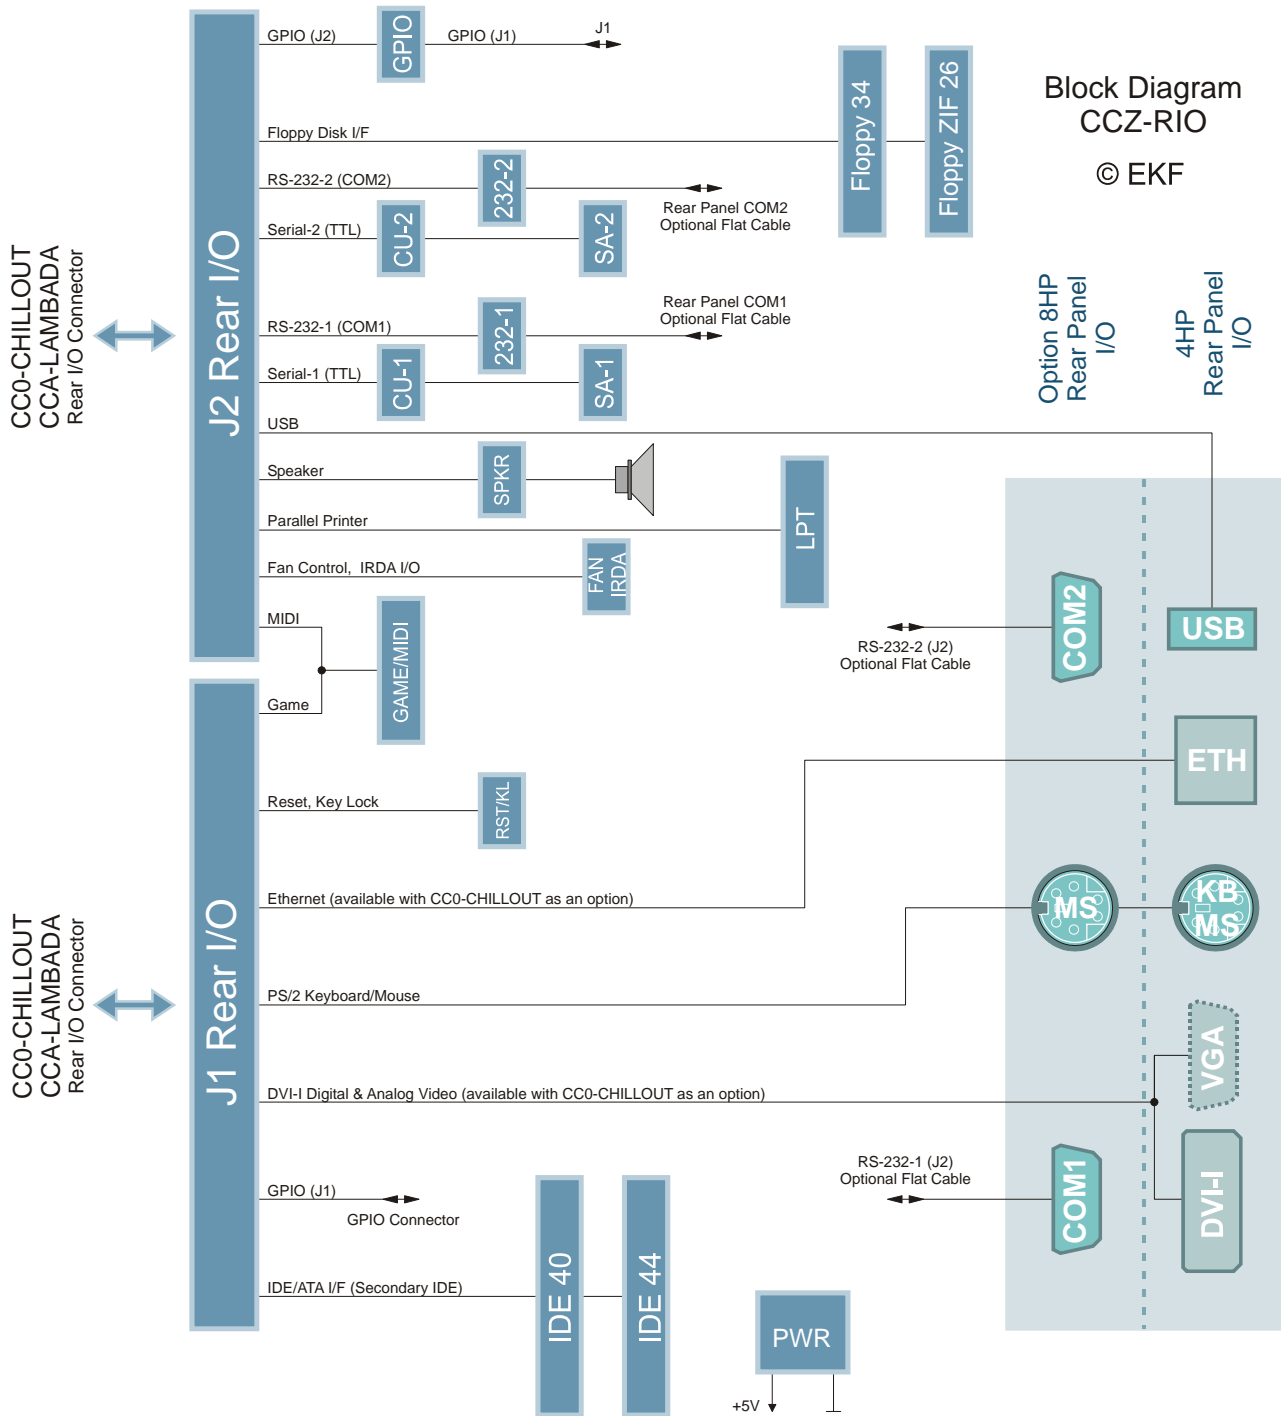 Block Diagram
CCZ-RIO
© EKF
GPIO (J2)
GPIO
GPIO (J1)
J1
Floppy Disk I/F
Floppy 34
Floppy ZIF 26
RS-232-2 (COM2)
232-2
Rear Panel COM2
Optional Flat Cable
Serial-2 (TTL)
CU-2
SA-2
CC0-CHILLOUT
CCA-LAMBADA
Rear I/O Connector
J2 Rear I/O
Rear Panel COM1
Optional Flat Cable
RS-232-1 (COM1)
232-1
Serial-1 (TTL)
CU-1
SA-1
Option 8HP
Rear Panel
I/O
4HP
Rear Panel
I/O
USB
Speaker
SPKR
Parallel Printer
LPT
Fan Control, IRDA I/O
FAN
IRDA
MIDI
GAME/MIDI
Game
RS-232-2 (J2)
Optional Flat Cable
COM2
USB
ETH
Reset, Key Lock
RST/KL
CC0-CHILLOUT
CCA-LAMBADA
Rear I/O Connector
J1 Rear I/O
Ethernet (available with CC0-CHILLOUT as an option)
MS
KB
MS
PS/2 Keyboard/Mouse
VGA
DVI-I Digital & Analog Video (available with CC0-CHILLOUT as an option)
RS-232-1 (J2)
Optional Flat Cable
COM1
DVI-I
GPIO (J1)
GPIO Connector
IDE/ATA I/F (Secondary IDE)
IDE 40
IDE 44
PWR
+5V